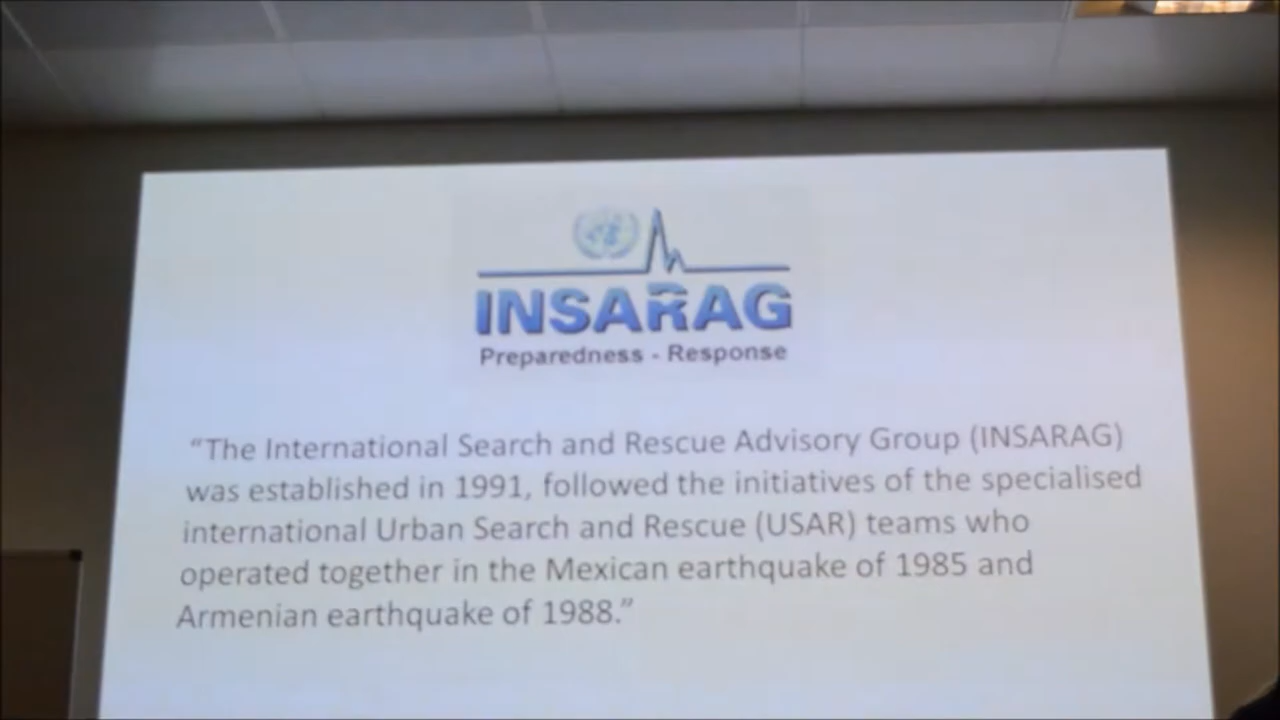 INSARAG
Preparedness - Response
“The International Search and Rescue Advisory Group (INSARAG)
was established in 1991, followed the initiatives of the specialised
international Urban Search and Rescue (USAR) teams who
operated together in the Mexican earthquake of 1985 and
Armenian earthquake of 1988.”